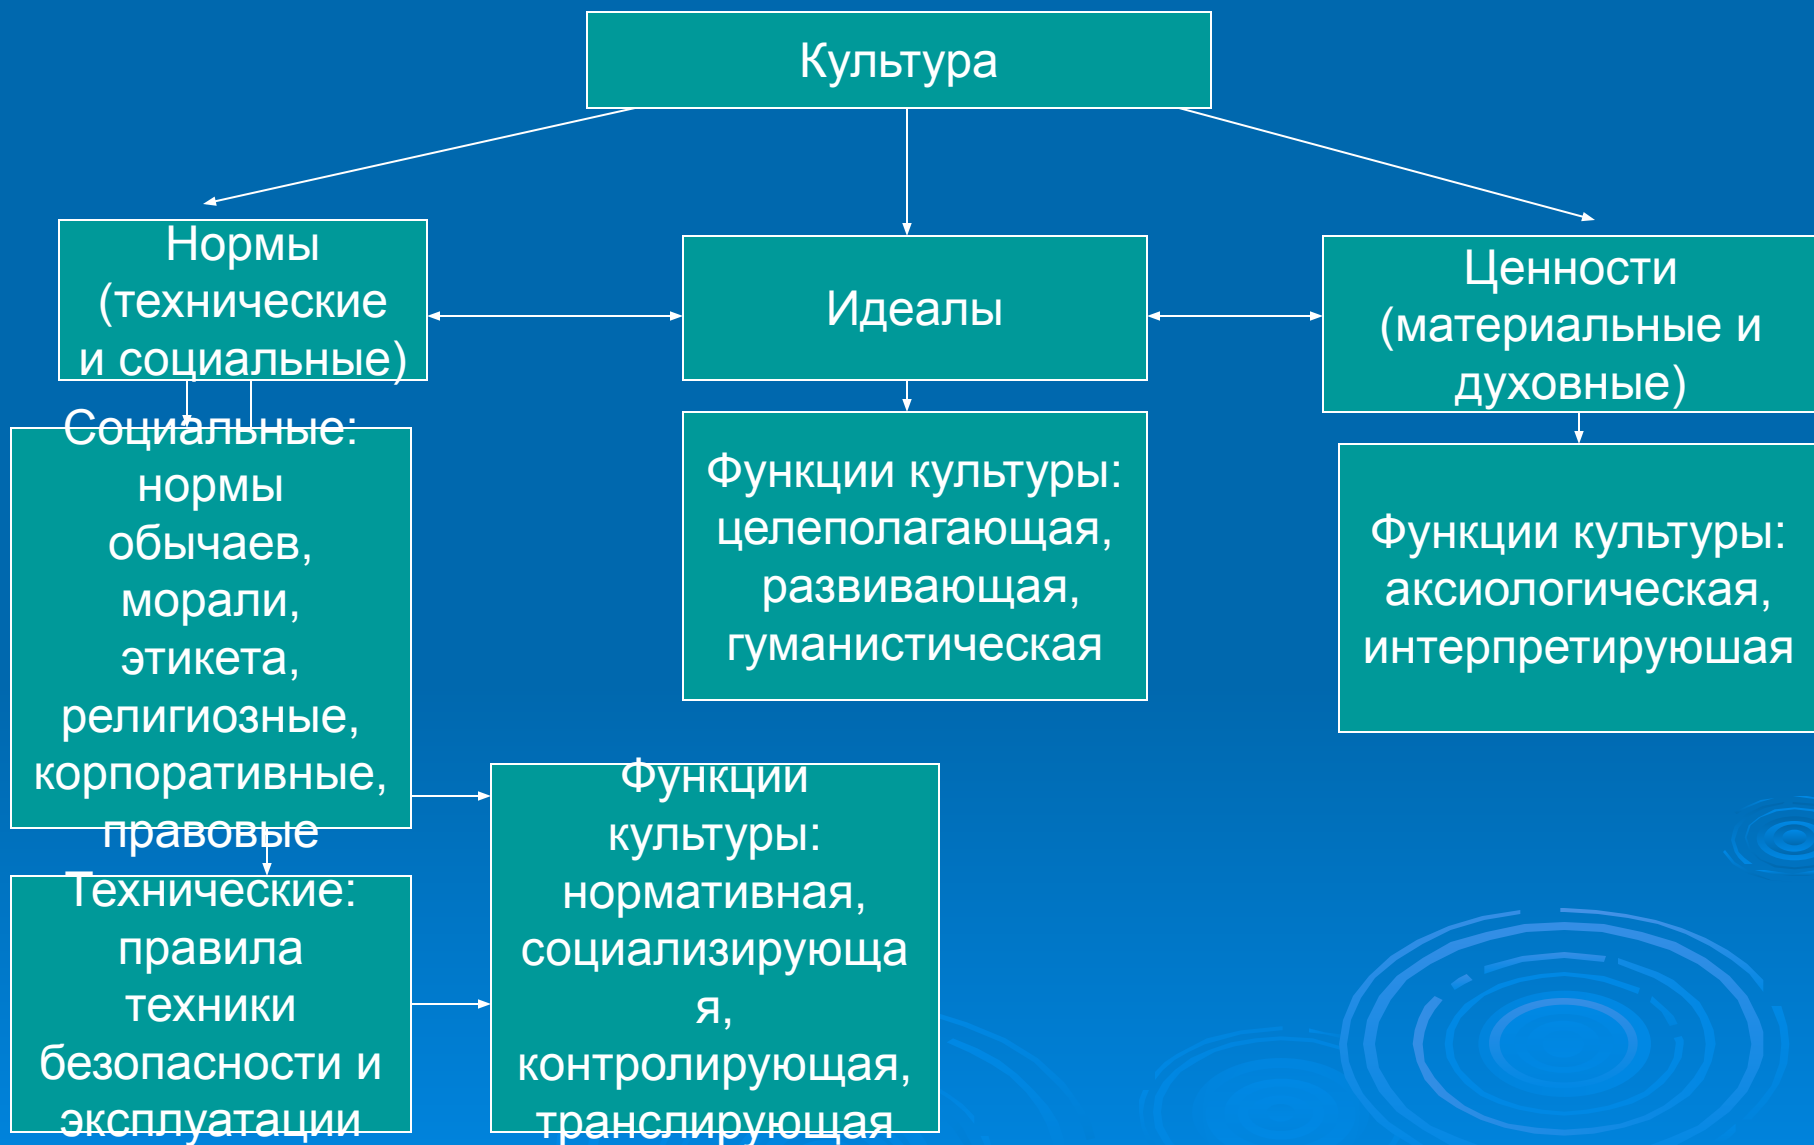 Культура
Нормы
(технические
и социальные)
Идеалы
Ценности
(материальные и
духовные)
Социальные:
нормы
обычаев,
морали,
этикета,
религиозные,
корпоративные,
правовые
Функции культуры:
целеполагающая,
развивающая,
гуманистическая
Функции культуры:
аксиологическая,
интерпретируюшая
Технические:
правила
техники
безопасности и
эксплуатации
Функции
культуры:
нормативная,
социализирующа
я,
контролирующая,
транслирующая